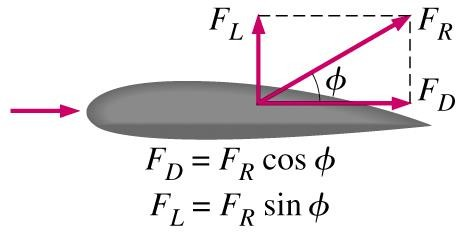 F_L F_R
ϕ F_D
F_D = F_R cos ϕ
F_L = F_R sin ϕ